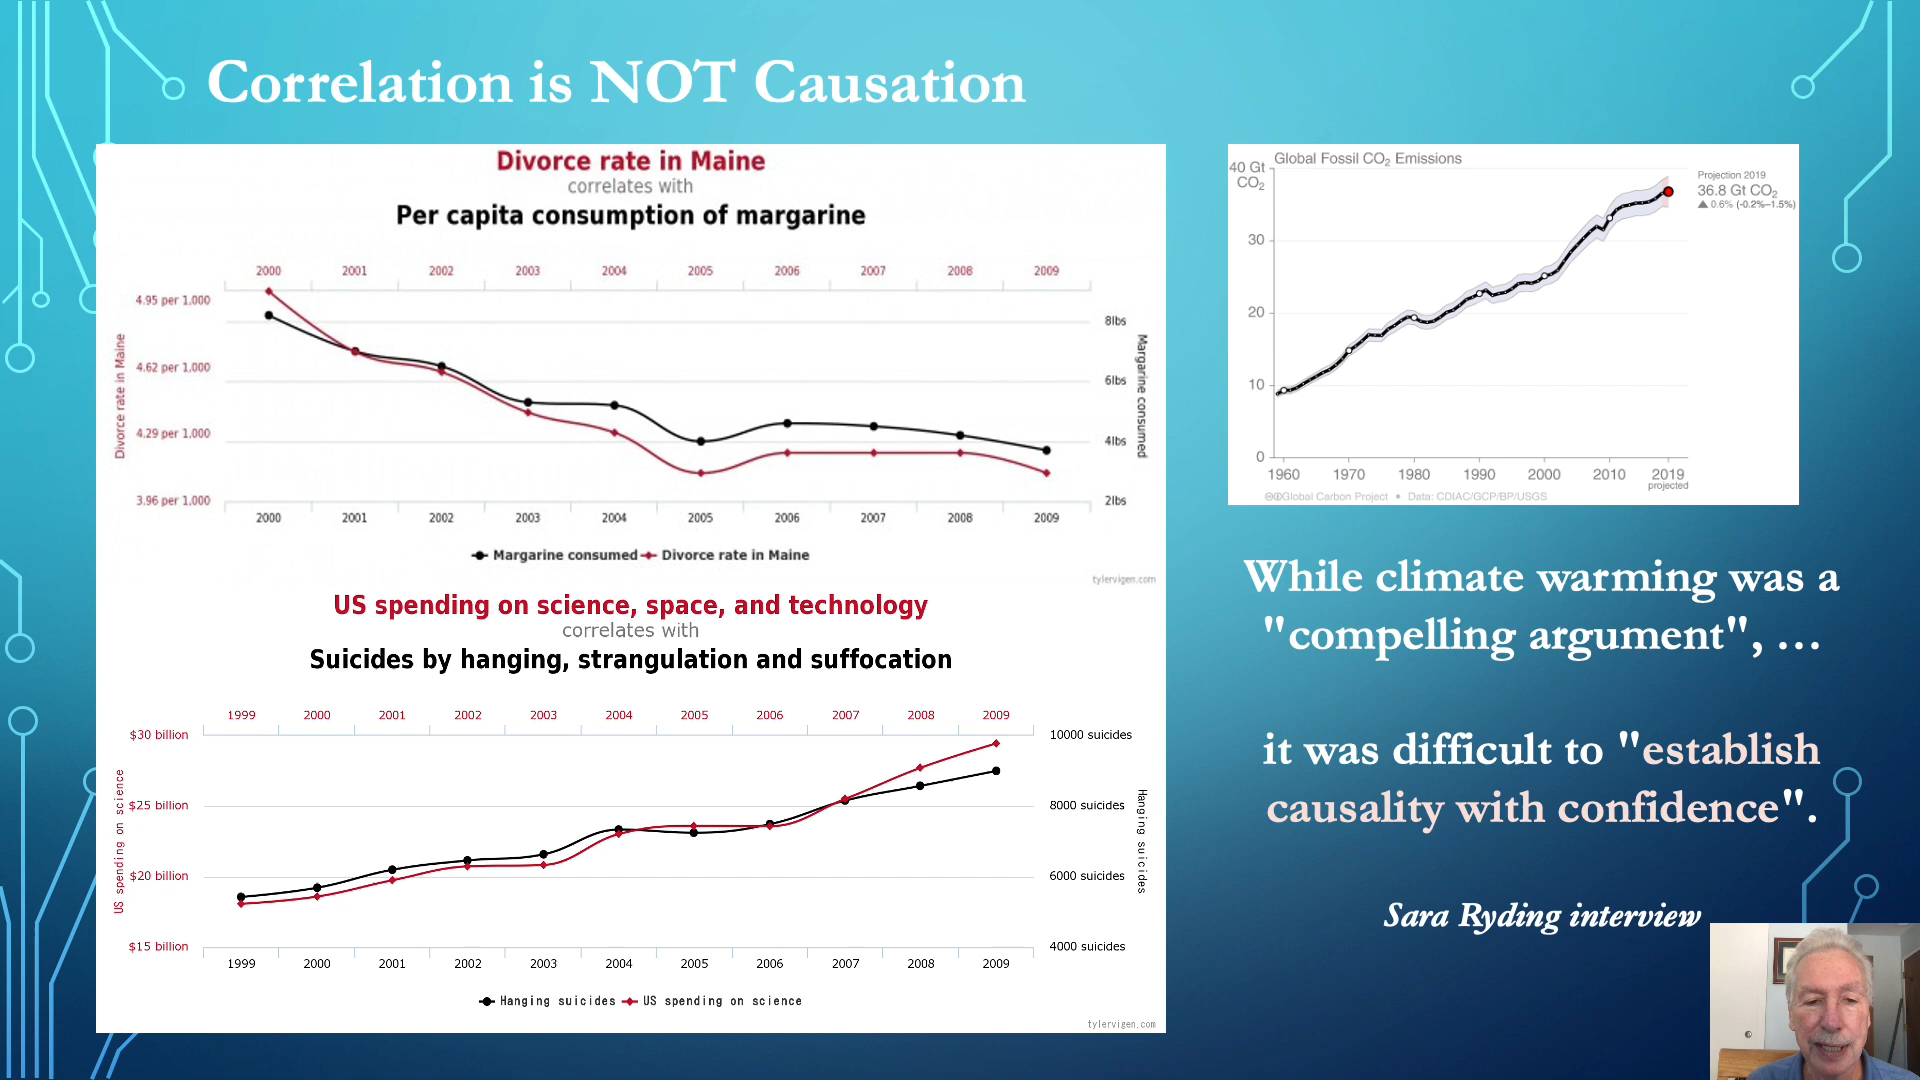 Correlation is NOT Causation
Divorce rate in Maine
correlates with
Per capita consumption of margarine
2000 2001 2002 2003 2004 2005 2006 2007 2008 2009
4.95 per 1,000
4.62 per 1,000
4.29 per 1,000
3.96 per 1,000
Divorce rate in Maine
8lbs
6lbs
4lbs
2lbs
Margarine consumed
2000 2001 2002 2003 2004 2005 2006 2007 2008 2009
Margarine consumed Divorce rate in Maine
tylervigen.com
US spending on science, space, and technology
correlates with
Suicides by hanging, strangulation and suffocation
1999 2000 2001 2002 2003 2004 2005 2006 2007 2008 2009
$30 billion
$25 billion
$20 billion
$15 billion
US spending on science
10000 suicides
8000 suicides
6000 suicides
4000 suicides
Hanging suicides
1999 2000 2001 2002 2003 2004 2005 2006 2007 2008 2009
Hanging suicides US spending on science
tylervigen.com
Global Fossil CO₂ Emissions
40 Gt
CO₂
30
20
10
0
1960 1970 1980 1990 2000 2010 2019
projected
Projection 2019
36.8 Gt CO₂
▲ 0.6% (-0.2%–1.5%)
Global Carbon Project • Data: CDIAC/GCP/BP/USGS
While climate warming was a
"compelling argument", …
it was difficult to "establish
causality with confidence".
Sara Ryding interview